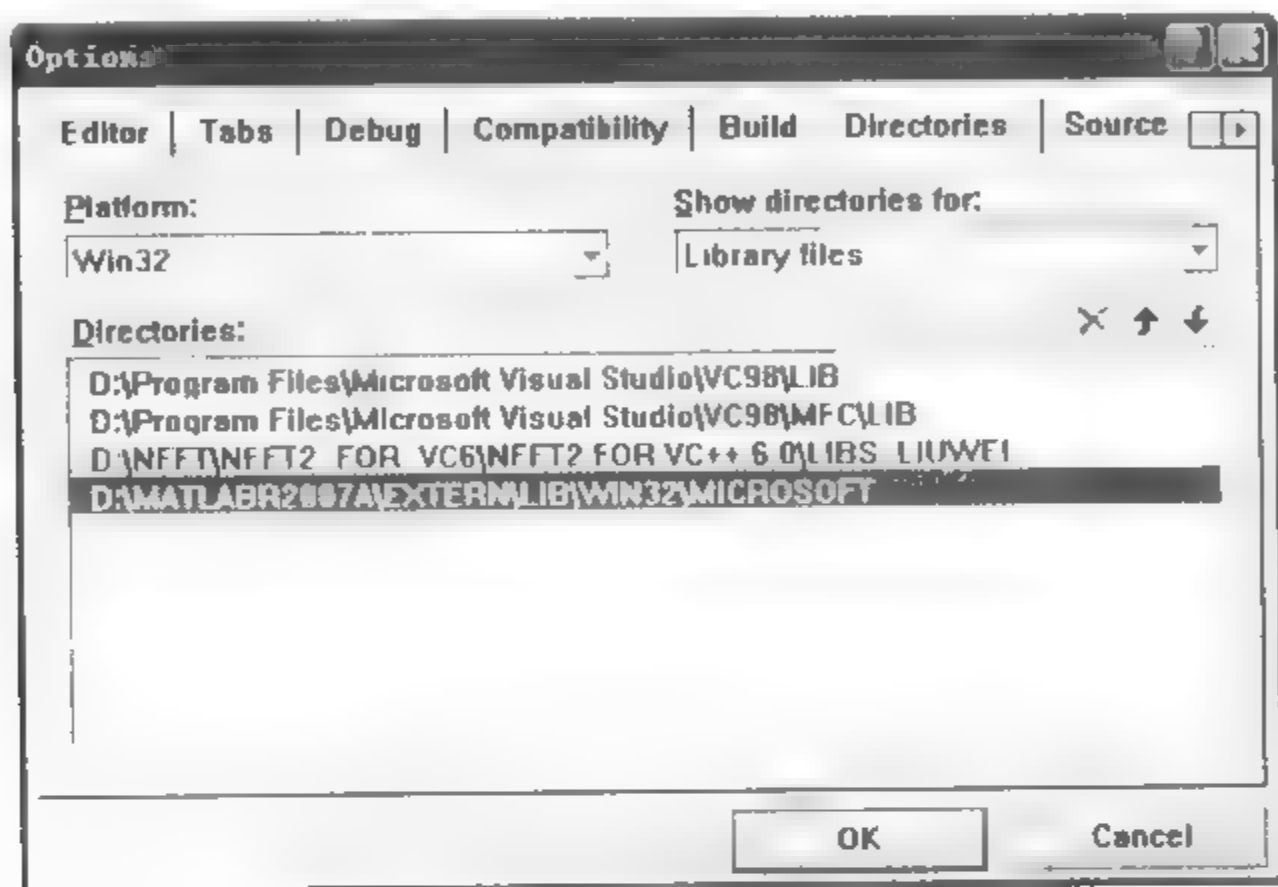 Options
Editor Tabs Debug Compatibility Build Directories Source
Platform: Show directories for:
Win32 Library files
Directories:
D:\Program Files\Microsoft Visual Studio\VC98\LIB
D:\Program Files\Microsoft Visual Studio\VC98\MFC\LIB
D:\NFFT\NFFT2_FOR_VC6\NFFT2 FOR VC++ 6.0\LIBS_LIUWEI
D:\MATLABR2007A\EXTERN\LIB\WIN32\MICROSOFT
OK Cancel